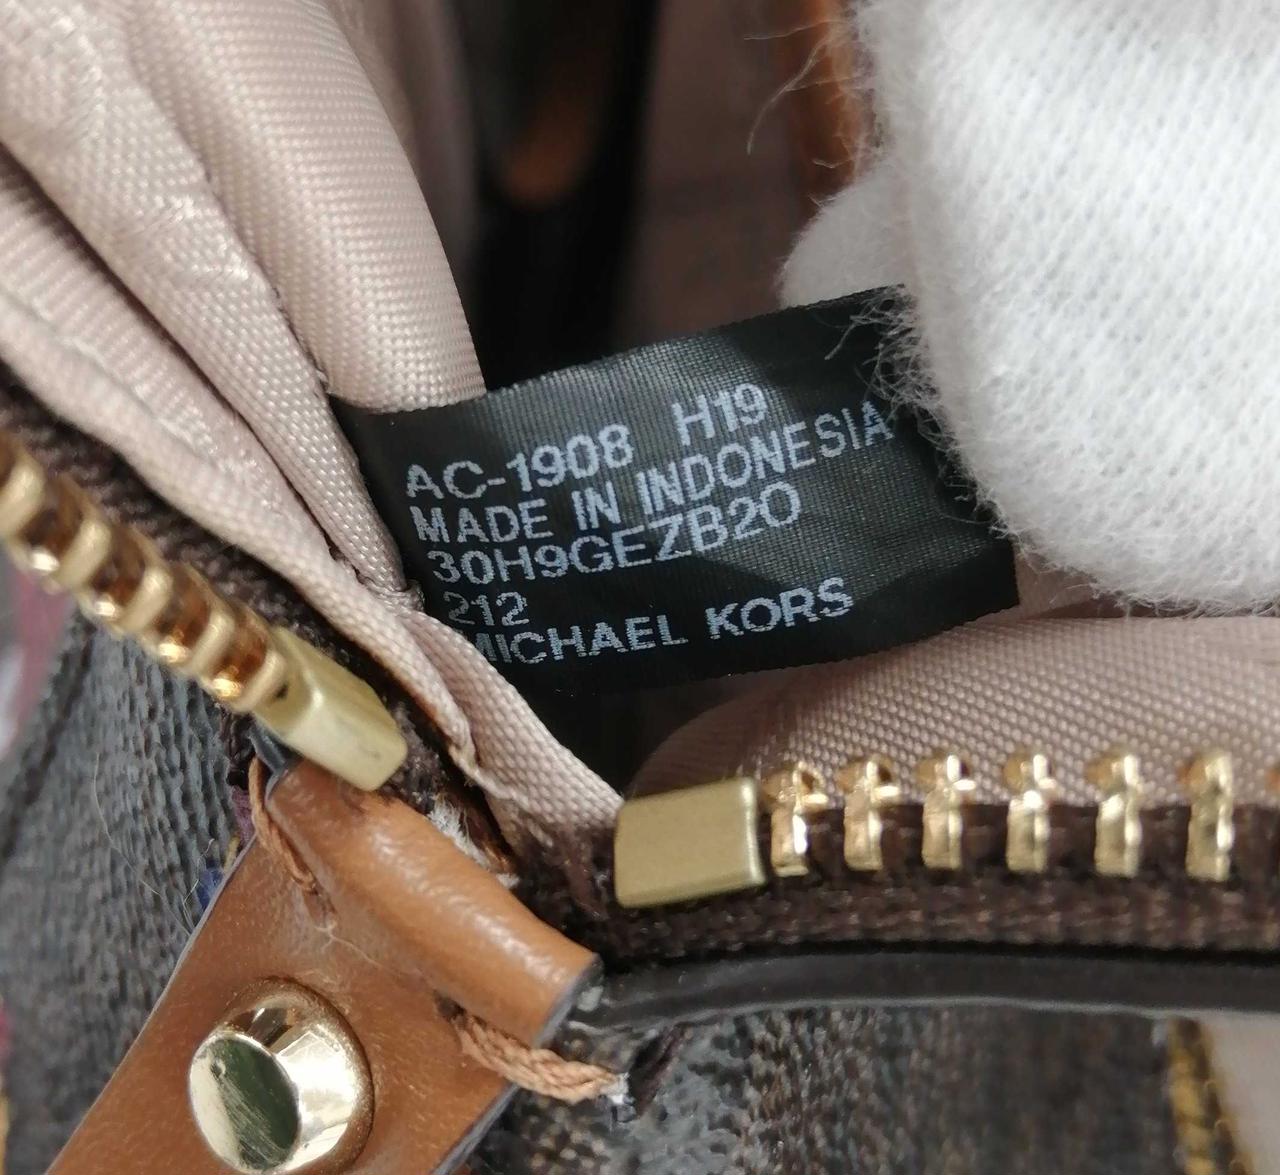 AC-1908 H19
MADE IN INDONESIA
30H9GEZB2O
212
MICHAEL KORS